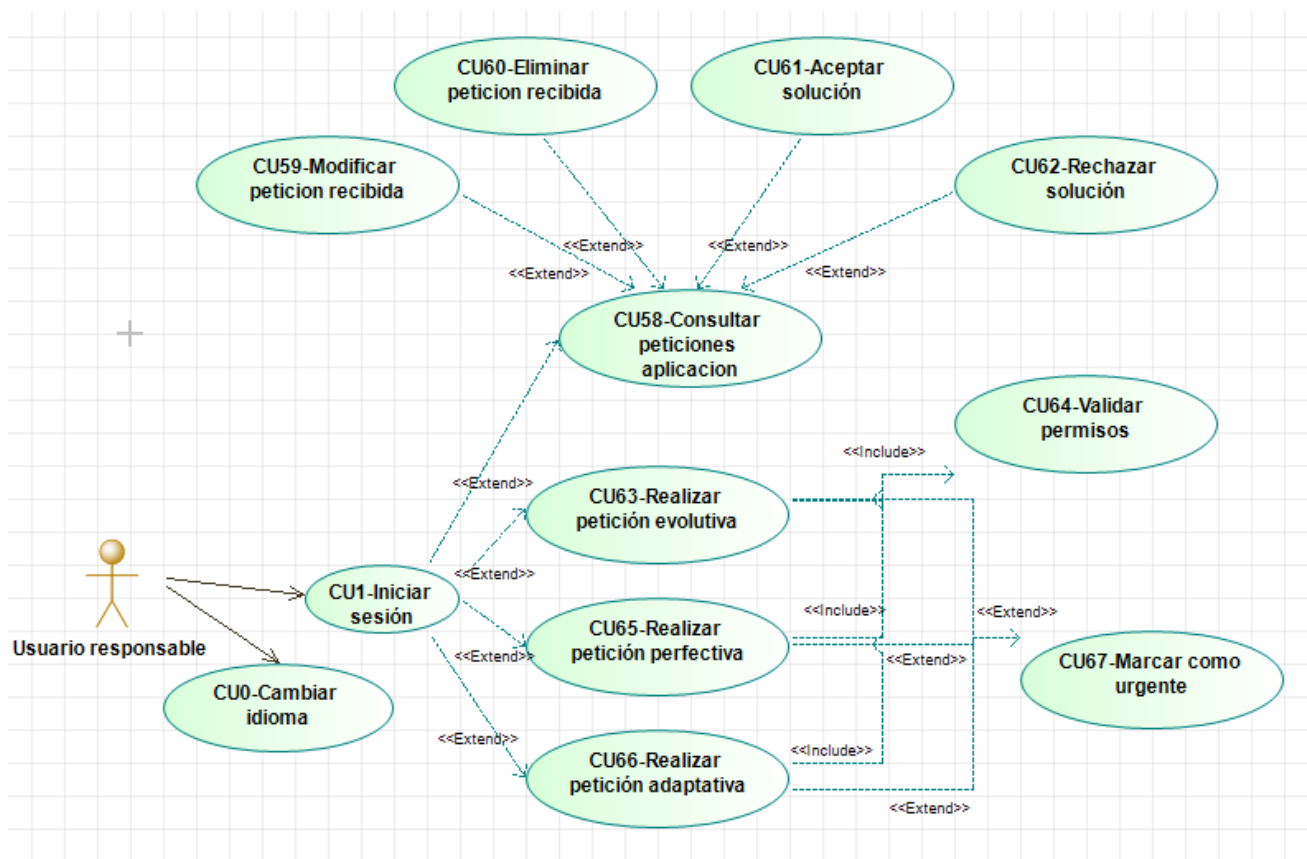 CU60-Eliminar
peticion recibida
CU61-Aceptar
solución
CU59-Modificar
peticion recibida
CU62-Rechazar
solución
<<Extend>>
<<Extend>>
<<Extend>>
<<Extend>>
CU58-Consultar
peticiones
aplicacion
CU64-Validar
permisos
<<Include>>
<<Extend>>
CU63-Realizar
petición evolutiva
<<Extend>>
CU1-Iniciar
sesión
<<Include>>
<<Extend>>
Usuario responsable
CU65-Realizar
petición perfectiva
<<Extend>>
<<Extend>>
CU67-Marcar como
urgente
CU0-Cambiar
idioma
<<Extend>>
CU66-Realizar
petición adaptativa
<<Include>>
<<Extend>>